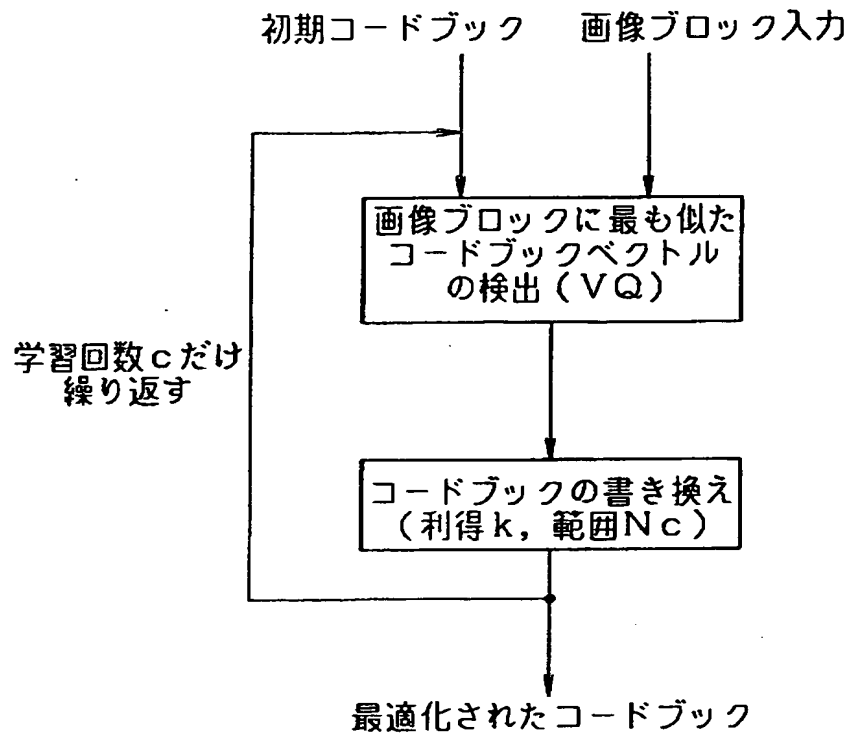 初期コードブック 画像ブロック入力
画像ブロックに最も似た
コードブックベクトル
の検出(VQ)
学習回数cだけ
繰り返す
コードブックの書き換え
(利得k,範囲Nc)
最適化されたコードブック